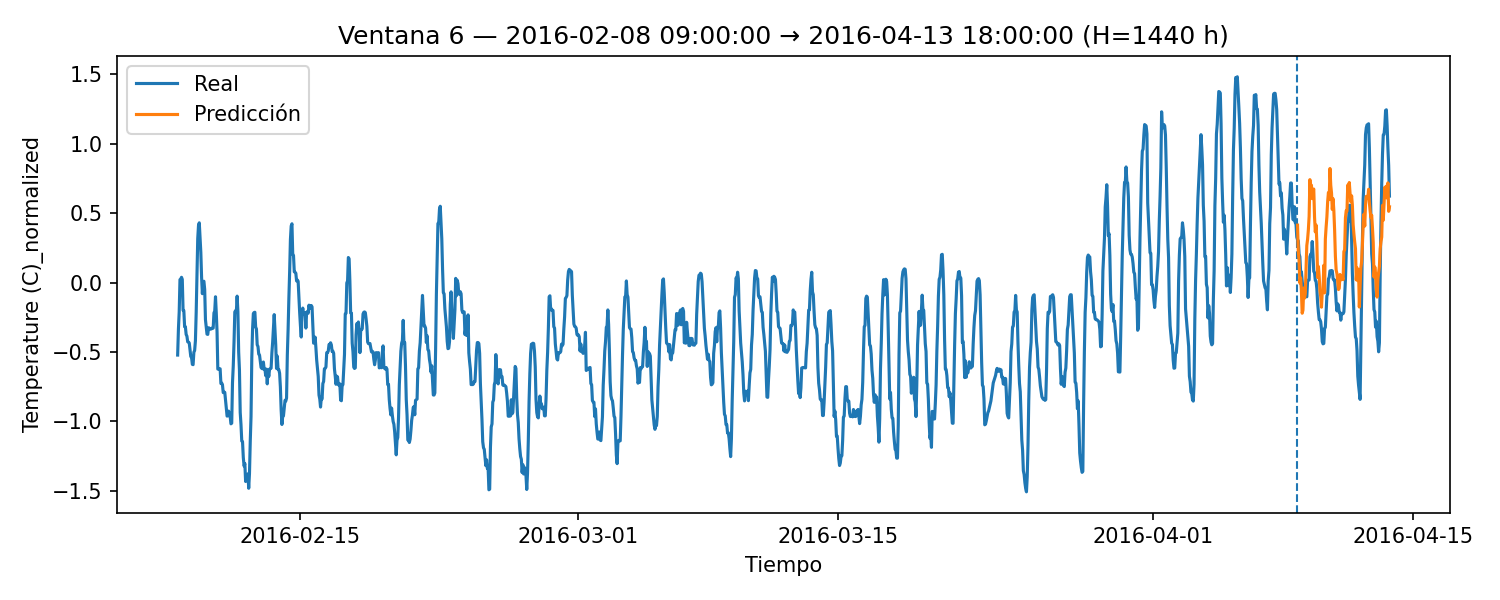 Ventana 6 — 2016-02-08 09:00:00 → 2016-04-13 18:00:00 (H=1440 h)
Real
Predicción
Temperature (C)_normalized
1.5
1.0
0.5
0.0
−0.5
−1.0
−1.5
2016-02-15
2016-03-01
2016-03-15
2016-04-01
2016-04-15
Tiempo